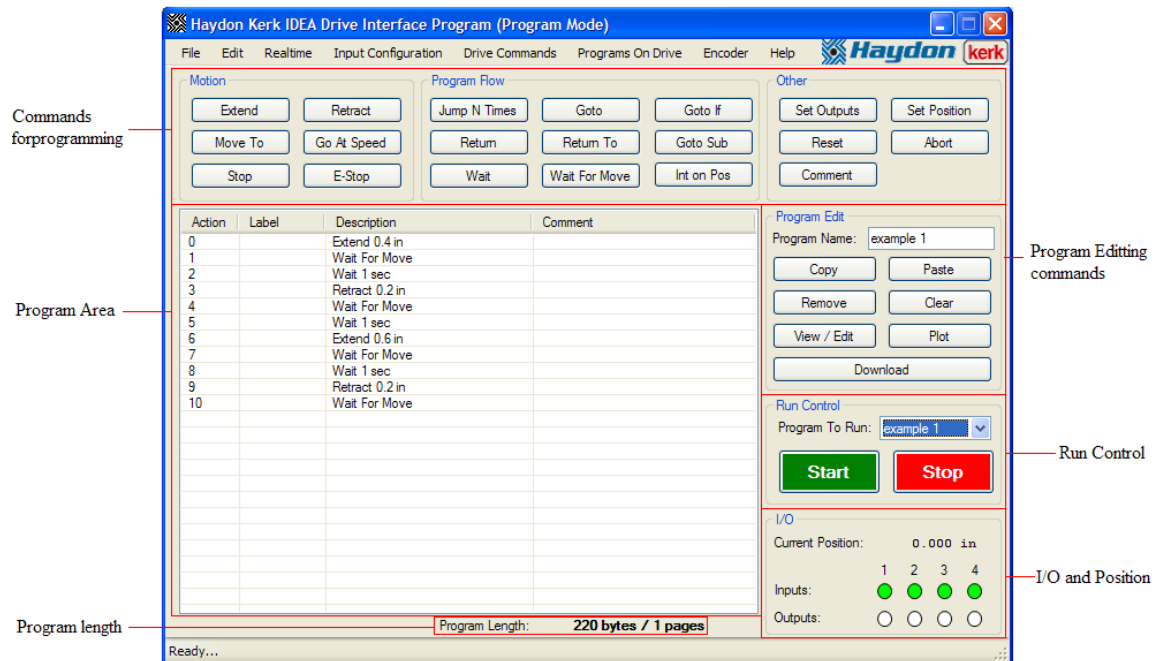 Haydon Kerk IDEA Drive Interface Program (Program Mode)
File Edit Realtime Input Configuration Drive Commands Programs On Drive Encoder Help Haydon kerk
Commands
forprogramming
Motion
Extend Retract
Move To Go At Speed
Stop E-Stop
Program Flow
Jump N Times Goto Goto If
Return Return To Goto Sub
Wait Wait For Move Int on Pos
Other
Set Outputs Set Position
Reset Abort
Comment
Program Area
Action Label Description Comment
0 Extend 0.4 in
1 Wait For Move
2 Wait 1 sec
3 Retract 0.2 in
4 Wait For Move
5 Wait 1 sec
6 Extend 0.6 in
7 Wait For Move
8 Wait 1 sec
9 Retract 0.2 in
10 Wait For Move
Program Edit
Program Name: example 1
Copy Paste
Remove Clear
View / Edit Plot
Download
Program Editting
commands
Run Control
Program To Run: example 1
Start Stop
Run Control
I/O
Current Position: 0.000 in
1 2 3 4
Inputs:
Outputs:
I/O and Position
Program length
Program Length: 220 bytes / 1 pages
Ready...